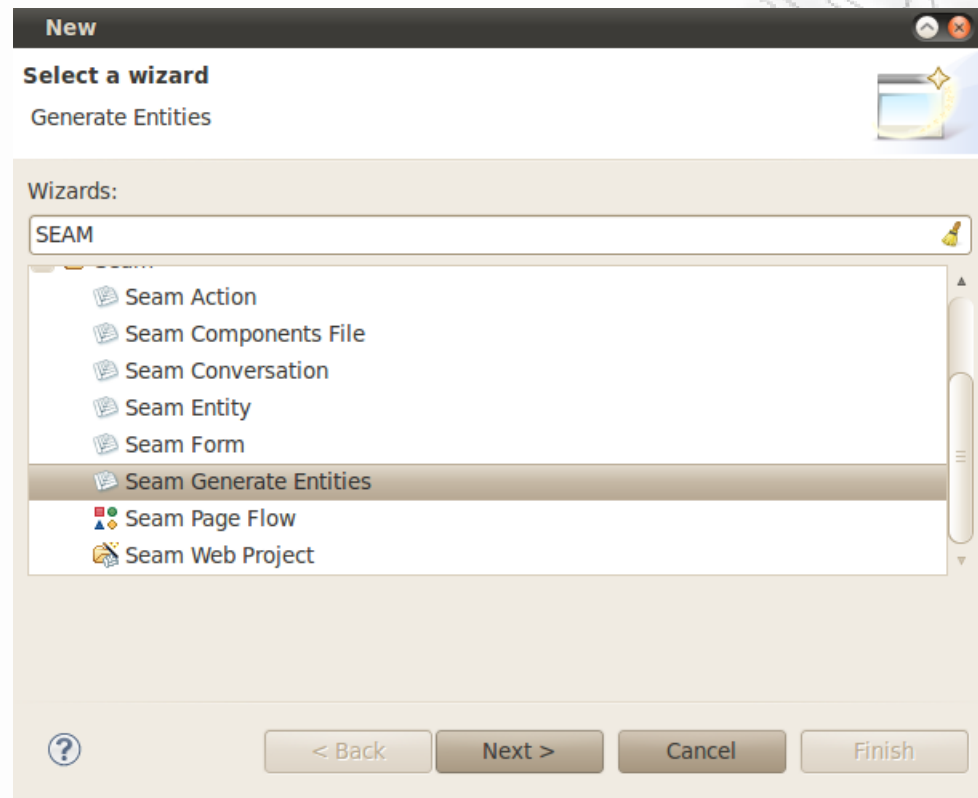 New
Select a wizard
Generate Entities
Wizards:
SEAM
Seam
Seam Action
Seam Components File
Seam Conversation
Seam Entity
Seam Form
Seam Generate Entities
Seam Page Flow
Seam Web Project
? < Back Next > Cancel Finish